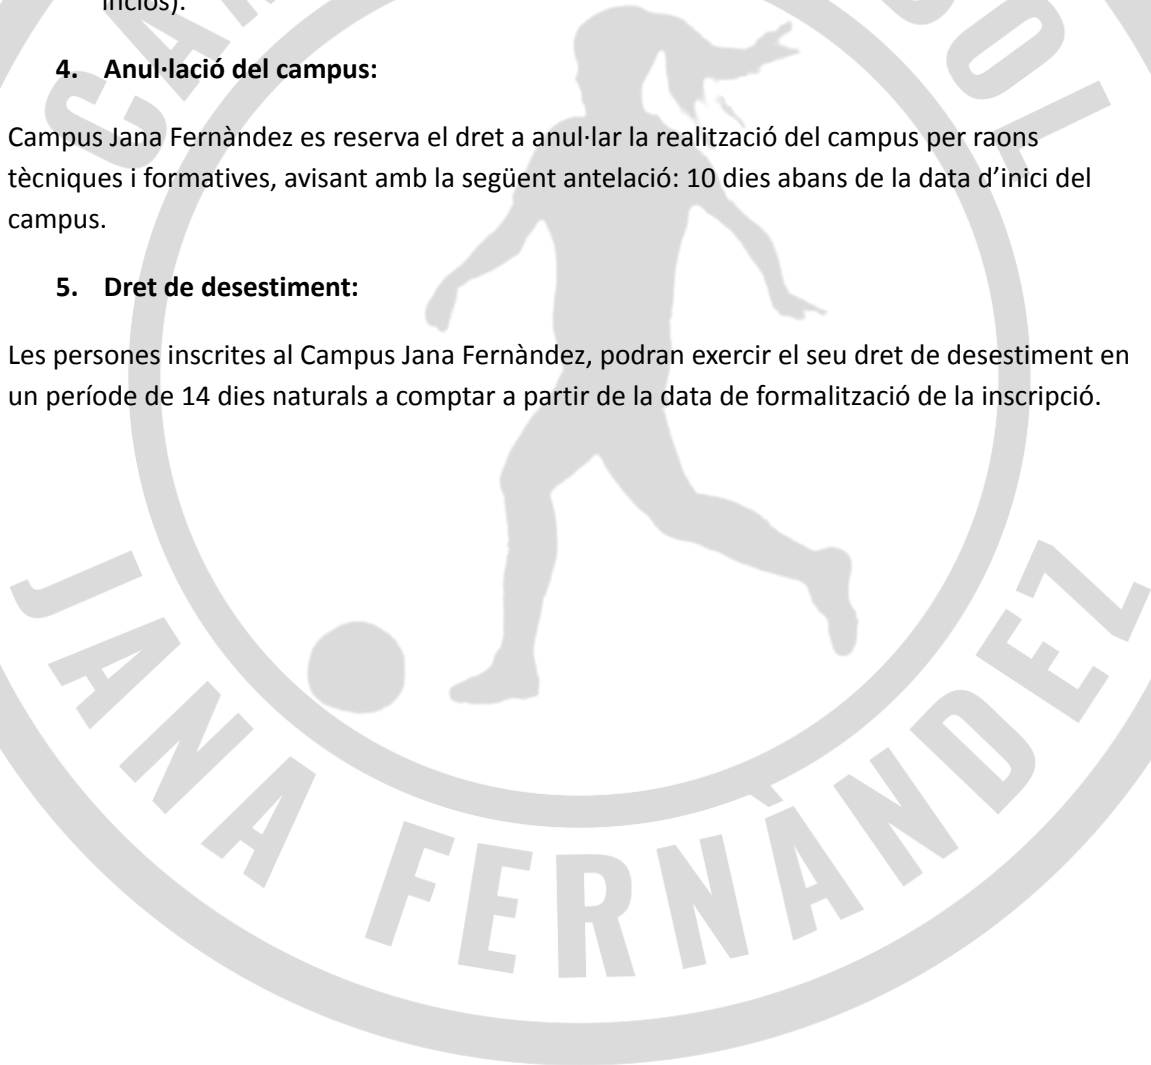 inclòs).
4. Anul·lació del campus:
Campus Jana Fernàndez es reserva el dret a anul·lar la realització del campus per raons
tècniques i formatives, avisant amb la següent antelació: 10 dies abans de la data d’inici del
campus.
5. Dret de desestiment:
Les persones inscrites al Campus Jana Fernàndez, podran exercir el seu dret de desestiment en
un període de 14 dies naturals a comptar a partir de la data de formalització de la inscripció.
JANA FERNÀNDEZ